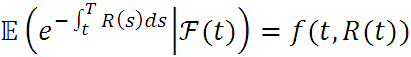 𝔼(e^{-∫_t^T R(s)ds}|ℱ(t)) = f(t,R(t))